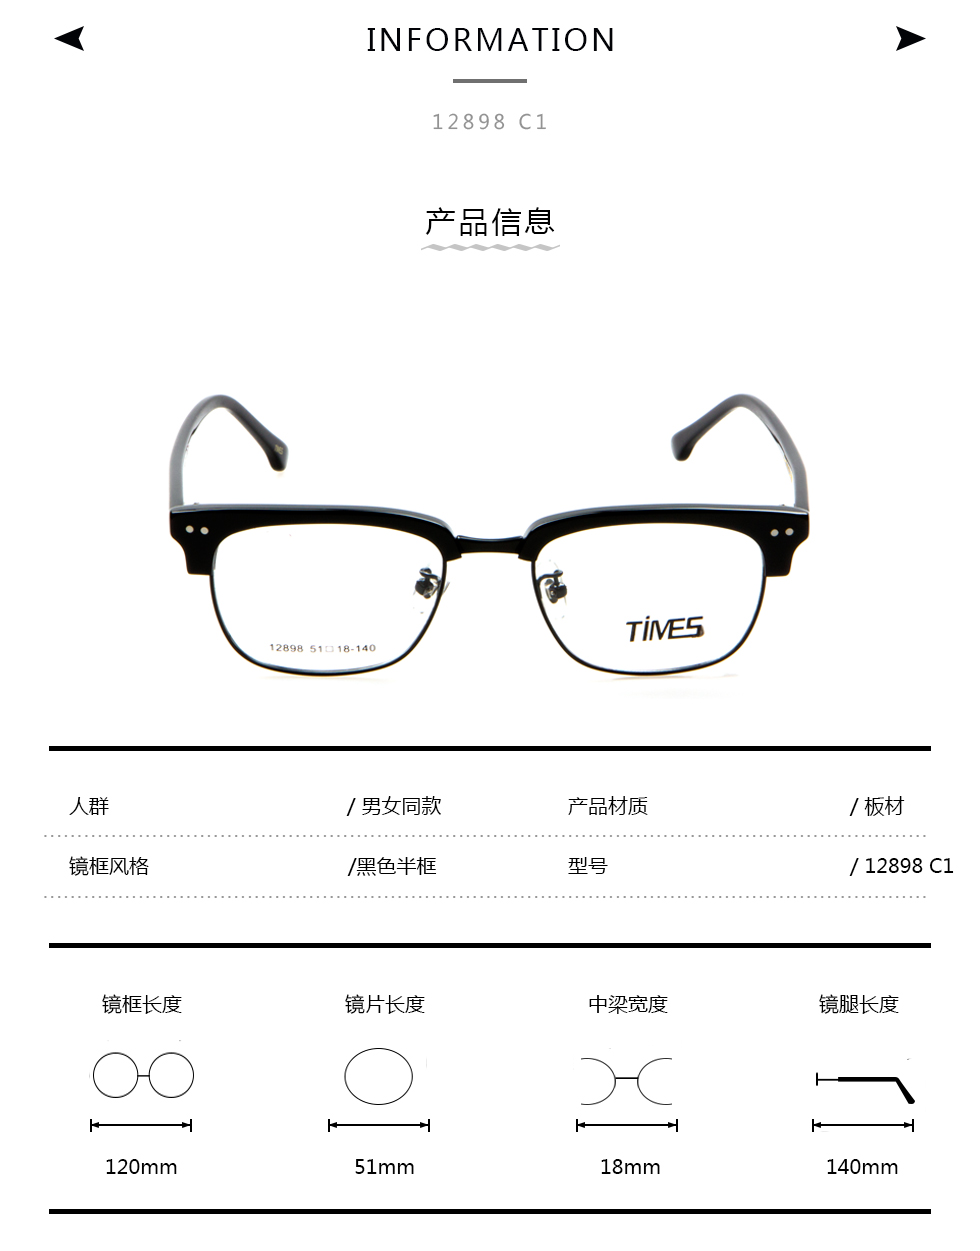 INFORMATION
12898 C1
产品信息
TiMES
12898 51□18-140
人群 / 男女同款 产品材质 / 板材
镜框风格 /黑色半框 型号 / 12898 C1
镜框长度 镜片长度 中梁宽度 镜腿长度
120mm 51mm 18mm 140mm